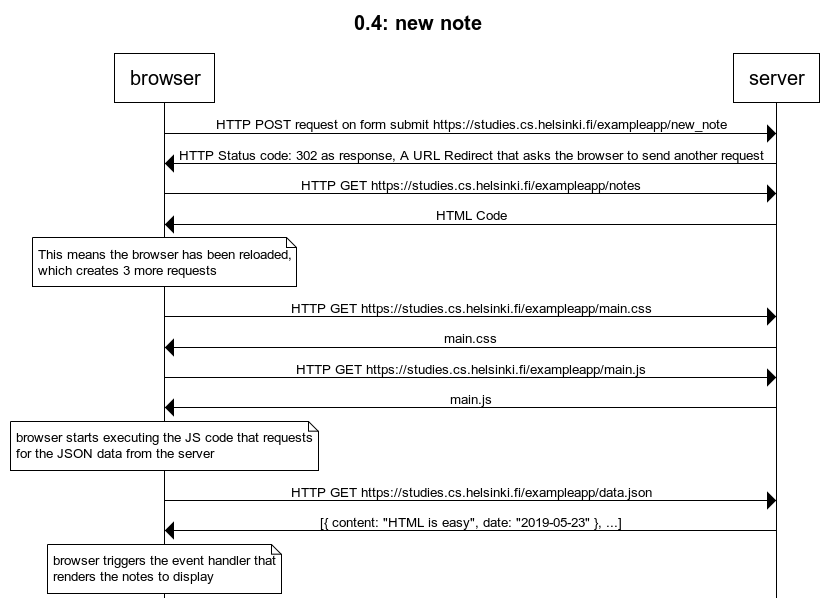 0.4: new note
browser
server
HTTP POST request on form submit https://studies.cs.helsinki.fi/exampleapp/new_note
HTTP Status code: 302 as response, A URL Redirect that asks the browser to send another request
HTTP GET https://studies.cs.helsinki.fi/exampleapp/notes
HTML Code
This means the browser has been reloaded,
which creates 3 more requests
HTTP GET https://studies.cs.helsinki.fi/exampleapp/main.css
main.css
HTTP GET https://studies.cs.helsinki.fi/exampleapp/main.js
main.js
browser starts executing the JS code that requests
for the JSON data from the server
HTTP GET https://studies.cs.helsinki.fi/exampleapp/data.json
[{ content: "HTML is easy", date: "2019-05-23" }, ...]
browser triggers the event handler that
renders the notes to display